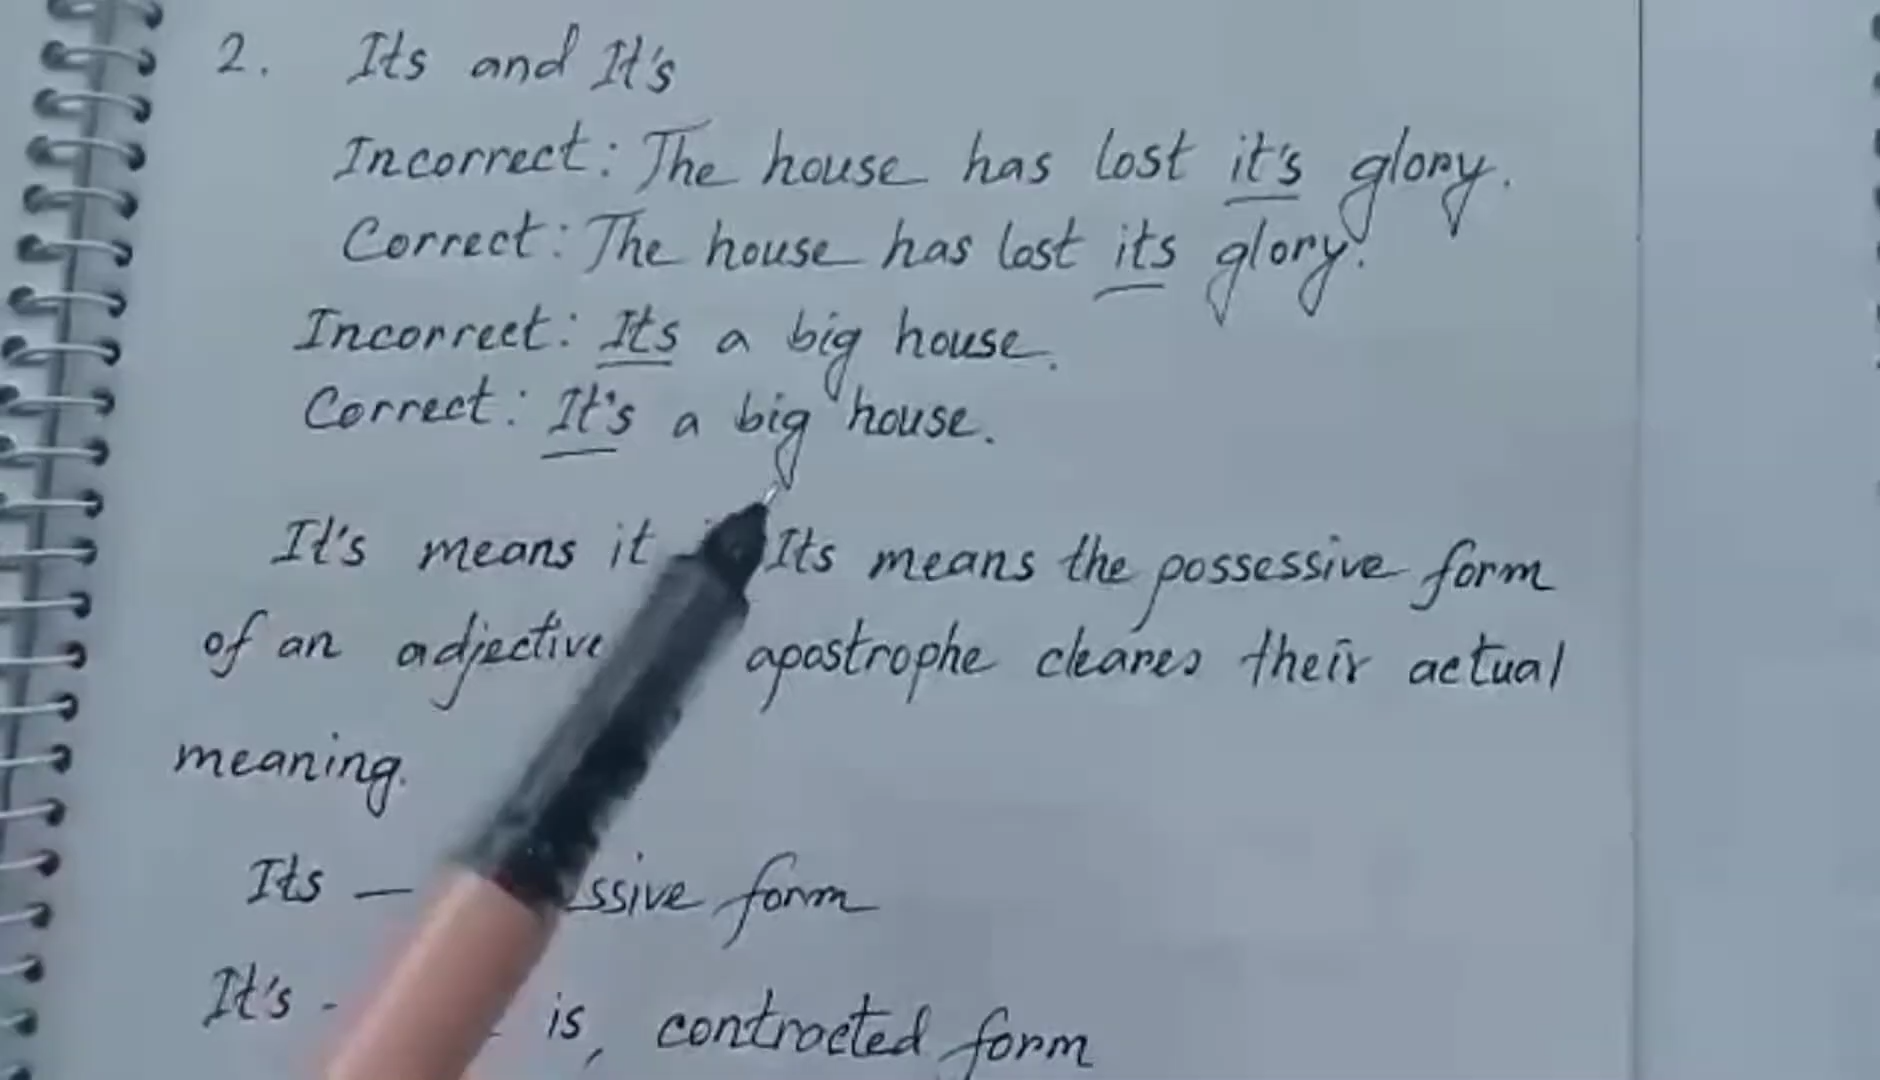 2. Its and It's
Incorrect: The house has lost it's glory.
Correct: The house has lost its glory.
Incorrect: Its a big house.
Correct: It's a big house.
It's means it Its means the possessive form
of an adjective apostrophe cleares their actual
meaning.
Its — ssive form
It's - is, contracted form